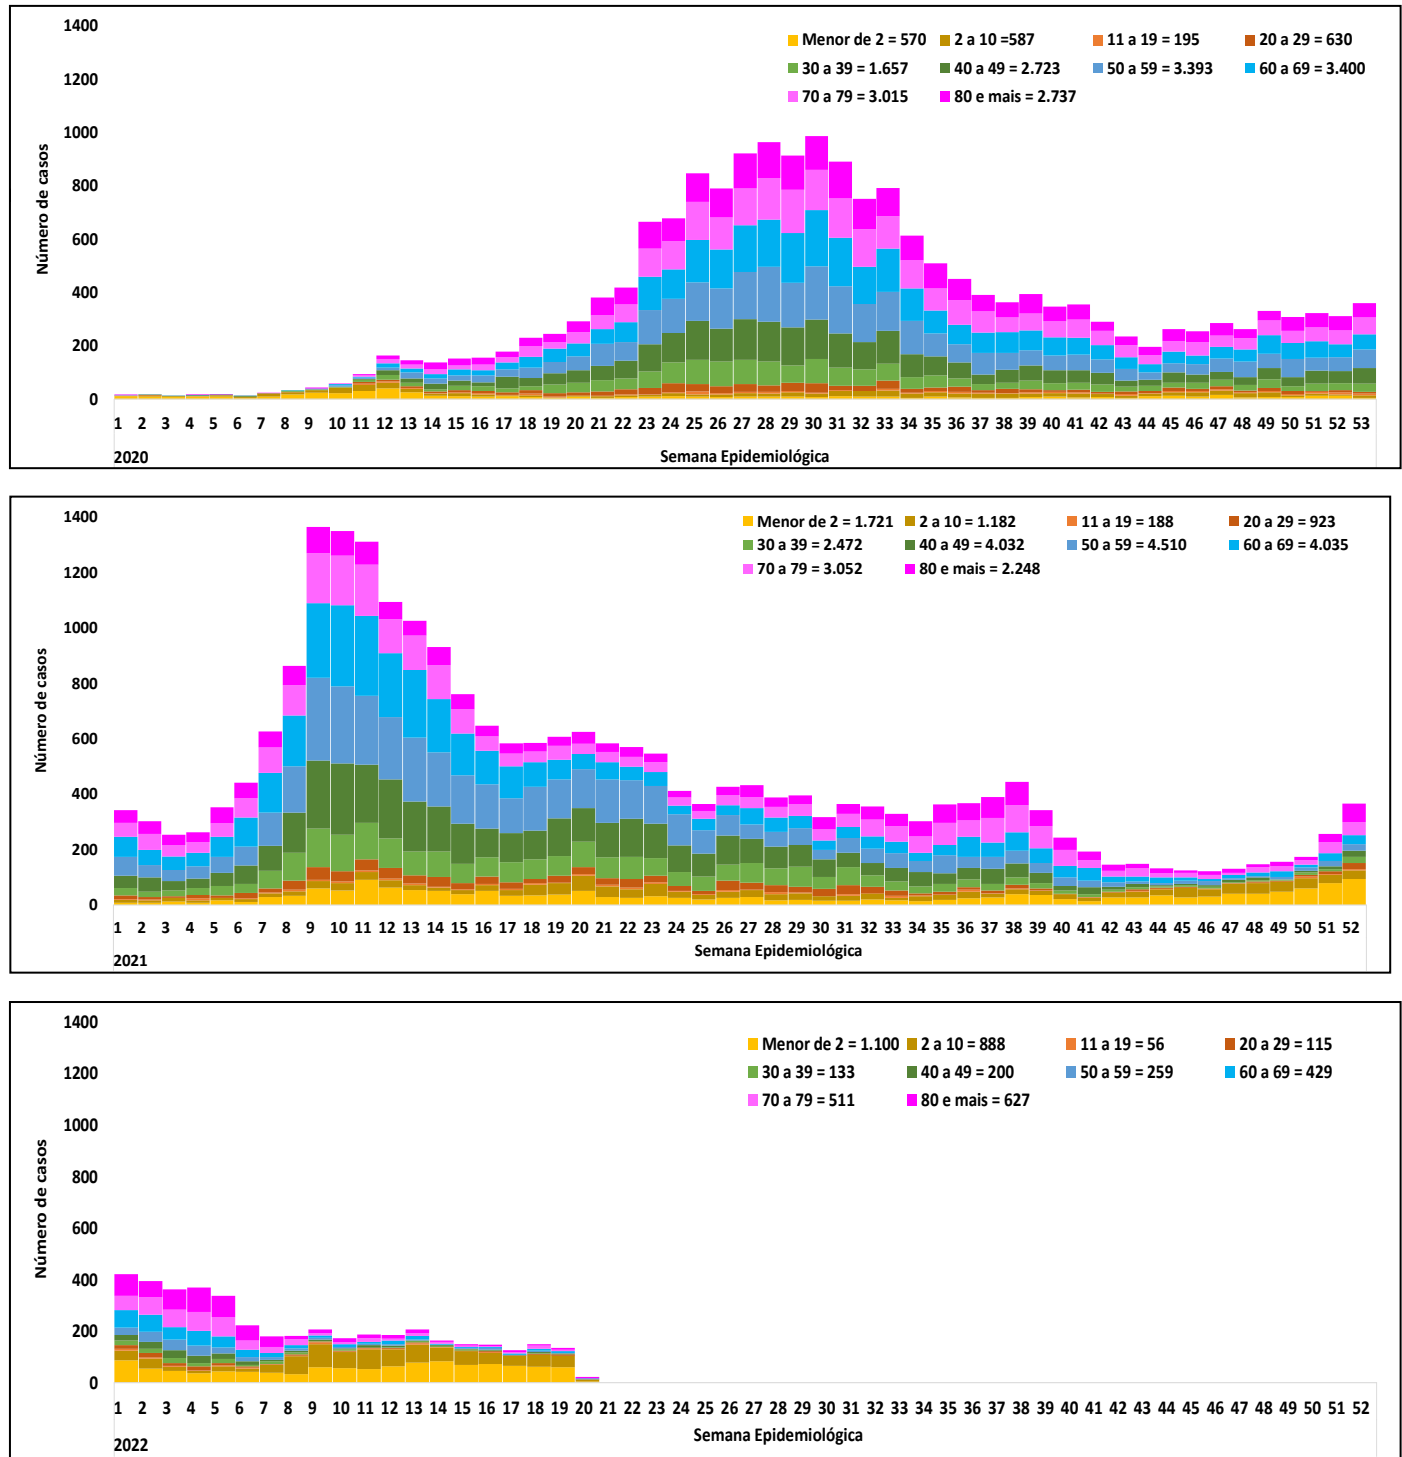 1400
1200
1000
800
600
400
200
0
Número de casos
Menor de 2 = 570 2 a 10 =587 11 a 19 = 195 20 a 29 = 630
30 a 39 = 1.657 40 a 49 = 2.723 50 a 59 = 3.393 60 a 69 = 3.400
70 a 79 = 3.015 80 e mais = 2.737
1 2 3 4 5 6 7 8 9 10 11 12 13 14 15 16 17 18 19 20 21 22 23 24 25 26 27 28 29 30 31 32 33 34 35 36 37 38 39 40 41 42 43 44 45 46 47 48 49 50 51 52 53
2020 Semana Epidemiológica
1400
1200
1000
800
600
400
200
0
Número de casos
Menor de 2 = 1.721 2 a 10 = 1.182 11 a 19 = 188 20 a 29 = 923
30 a 39 = 2.472 40 a 49 = 4.032 50 a 59 = 4.510 60 a 69 = 4.035
70 a 79 = 3.052 80 e mais = 2.248
1 2 3 4 5 6 7 8 9 10 11 12 13 14 15 16 17 18 19 20 21 22 23 24 25 26 27 28 29 30 31 32 33 34 35 36 37 38 39 40 41 42 43 44 45 46 47 48 49 50 51 52
Semana Epidemiológica
2021
1400
1200
1000
800
600
400
200
0
Número de casos
Menor de 2 = 1.100 2 a 10 = 888 11 a 19 = 56 20 a 29 = 115
30 a 39 = 133 40 a 49 = 200 50 a 59 = 259 60 a 69 = 429
70 a 79 = 511 80 e mais = 627
1 2 3 4 5 6 7 8 9 10 11 12 13 14 15 16 17 18 19 20 21 22 23 24 25 26 27 28 29 30 31 32 33 34 35 36 37 38 39 40 41 42 43 44 45 46 47 48 49 50 51 52
Semana Epidemiológica
2022